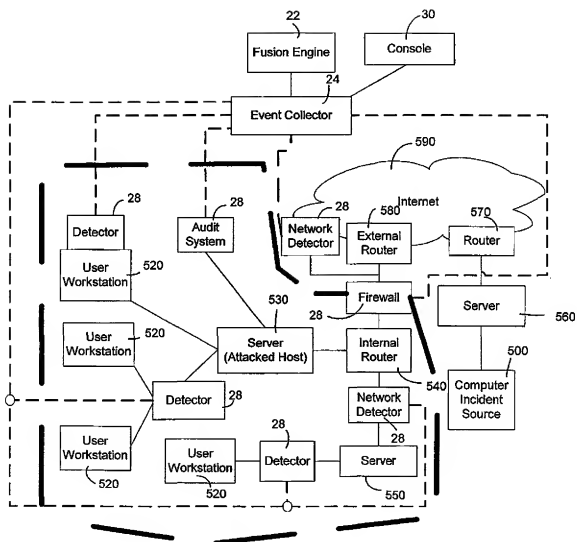 22
30
Fusion Engine
Console
24
Event Collector
590
Internet
28
28
28
580
570
Detector
Audit
System
Network
Detector
External
Router
Router
User
Workstation
520
530
Firewall
28
Server
560
User
Workstation
520
Server
(Attacked Host)
Internal
Router
540
500
Computer
Incident
Source
Detector
28
Network
Detector
28
User
Workstation
520
28
User
Workstation
520
Detector
Server
550